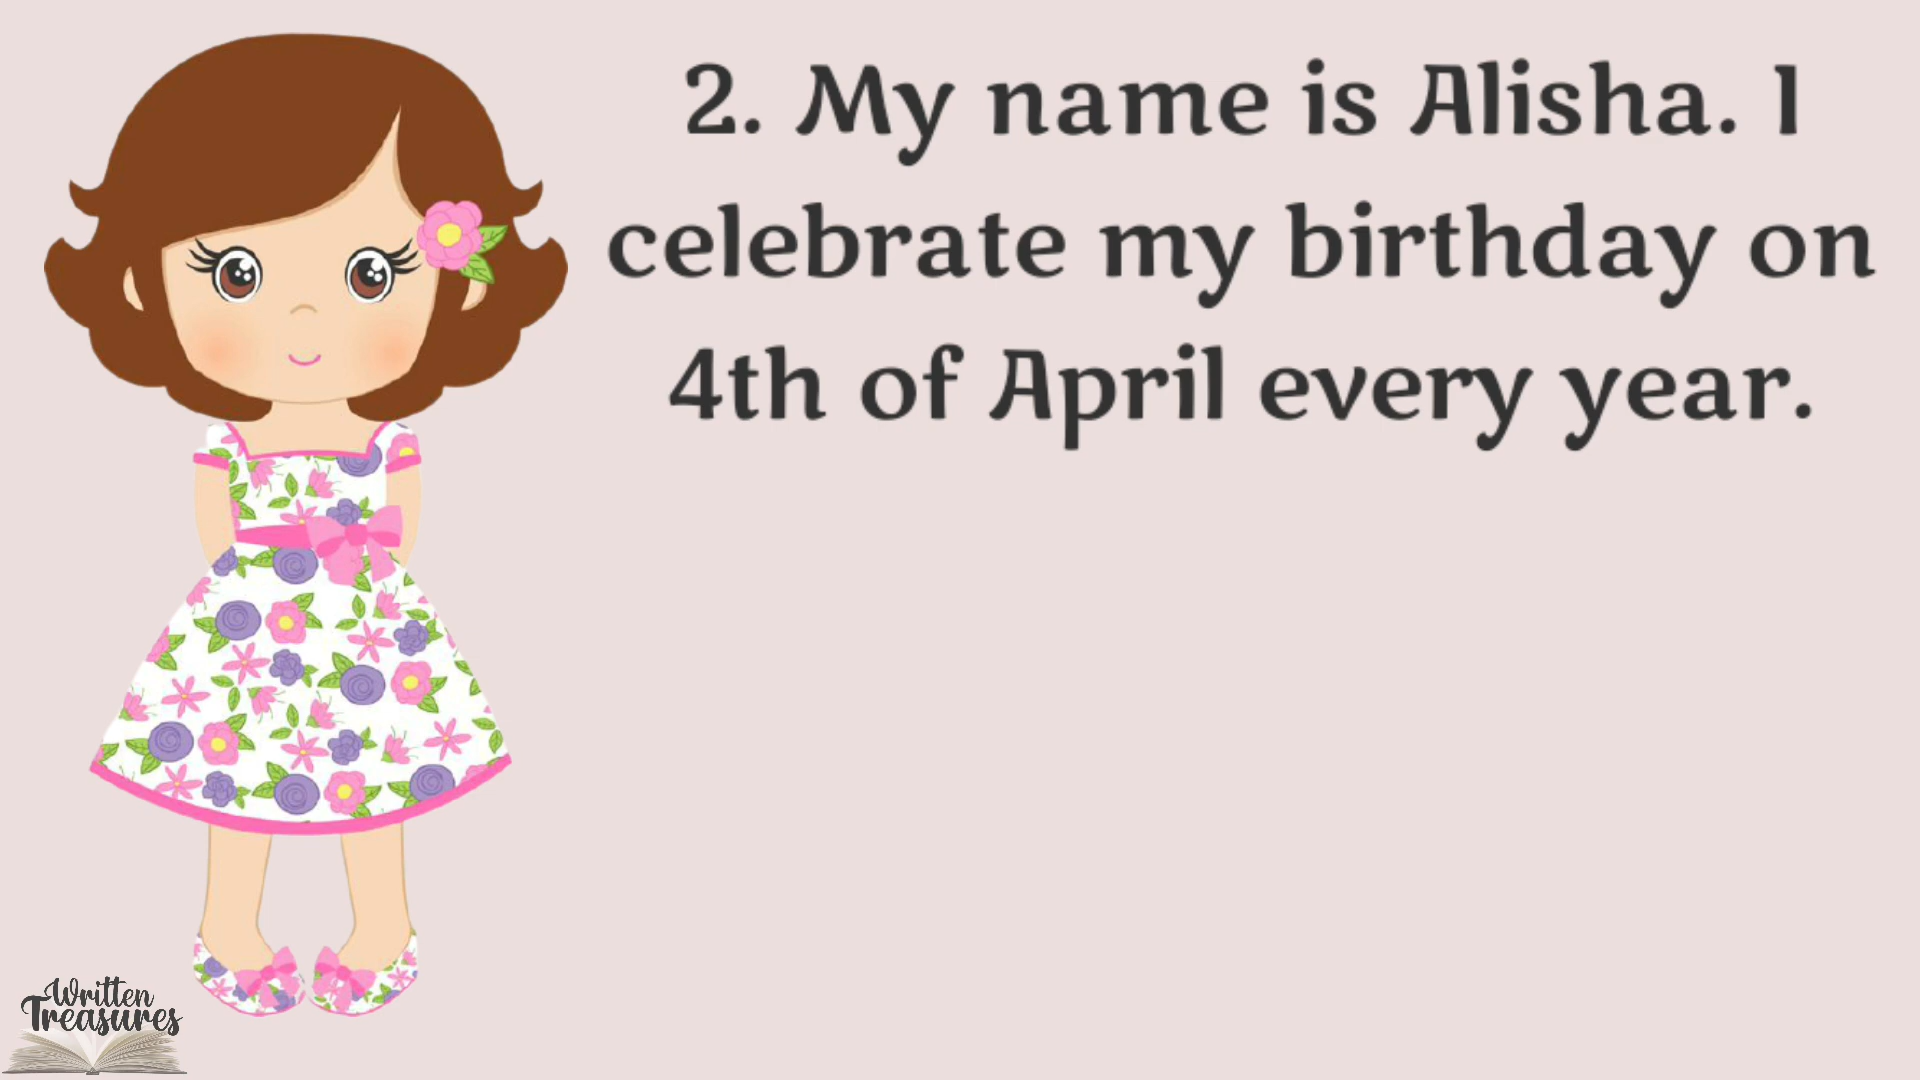 2. My name is Alisha. I
celebrate my birthday on
4th of April every year.
Written
Treasures